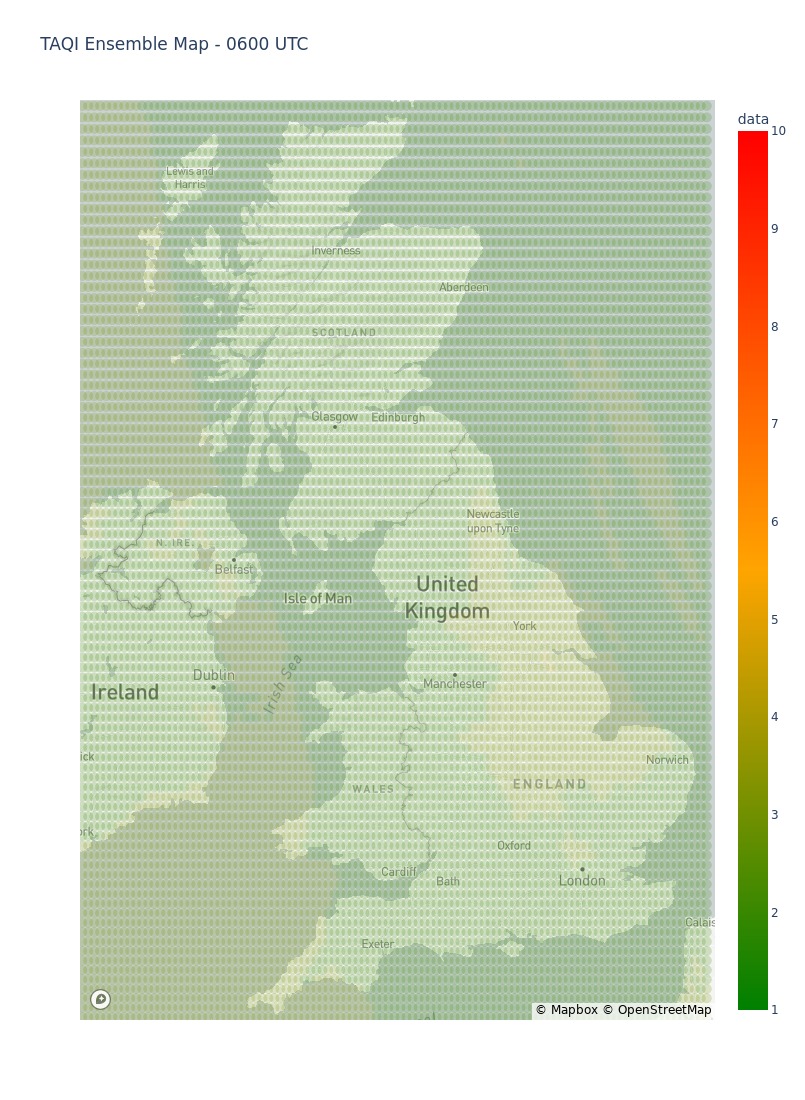 TAQI Ensemble Map - 0600 UTC
data
10
9
8
7
6
5
4
3
2
1
Lewis and
Harris
Inverness
Aberdeen
SCOTLAND
Glasgow
Edinburgh
Newcastle
upon Tyne
N. IRE.
Belfast
Isle of Man
United
Kingdom
York
Irish Sea
Dublin
Manchester
Ireland
ick
Norwich
WALES
ENGLAND
ork
Oxford
Cardiff
Bath
London
Calais
Exeter
© Mapbox © OpenStreetMap